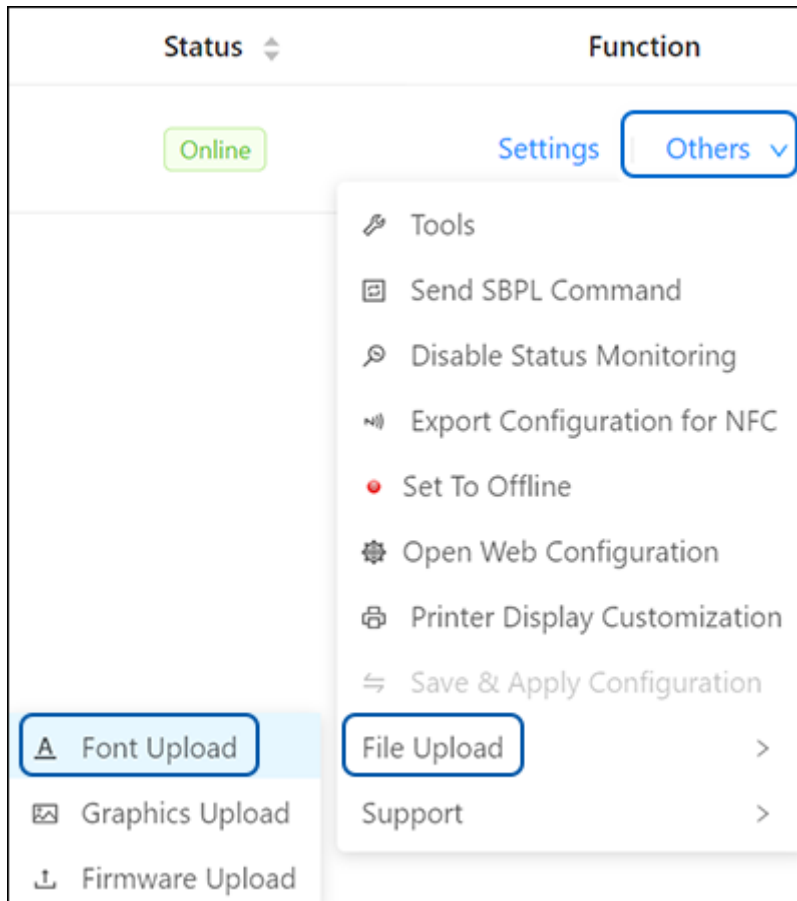 Status Function
Online Settings Others
Tools
Send SBPL Command
Disable Status Monitoring
Export Configuration for NFC
Set To Offline
Open Web Configuration
Printer Display Customization
Save & Apply Configuration
File Upload
Support
Font Upload
Graphics Upload
Firmware Upload